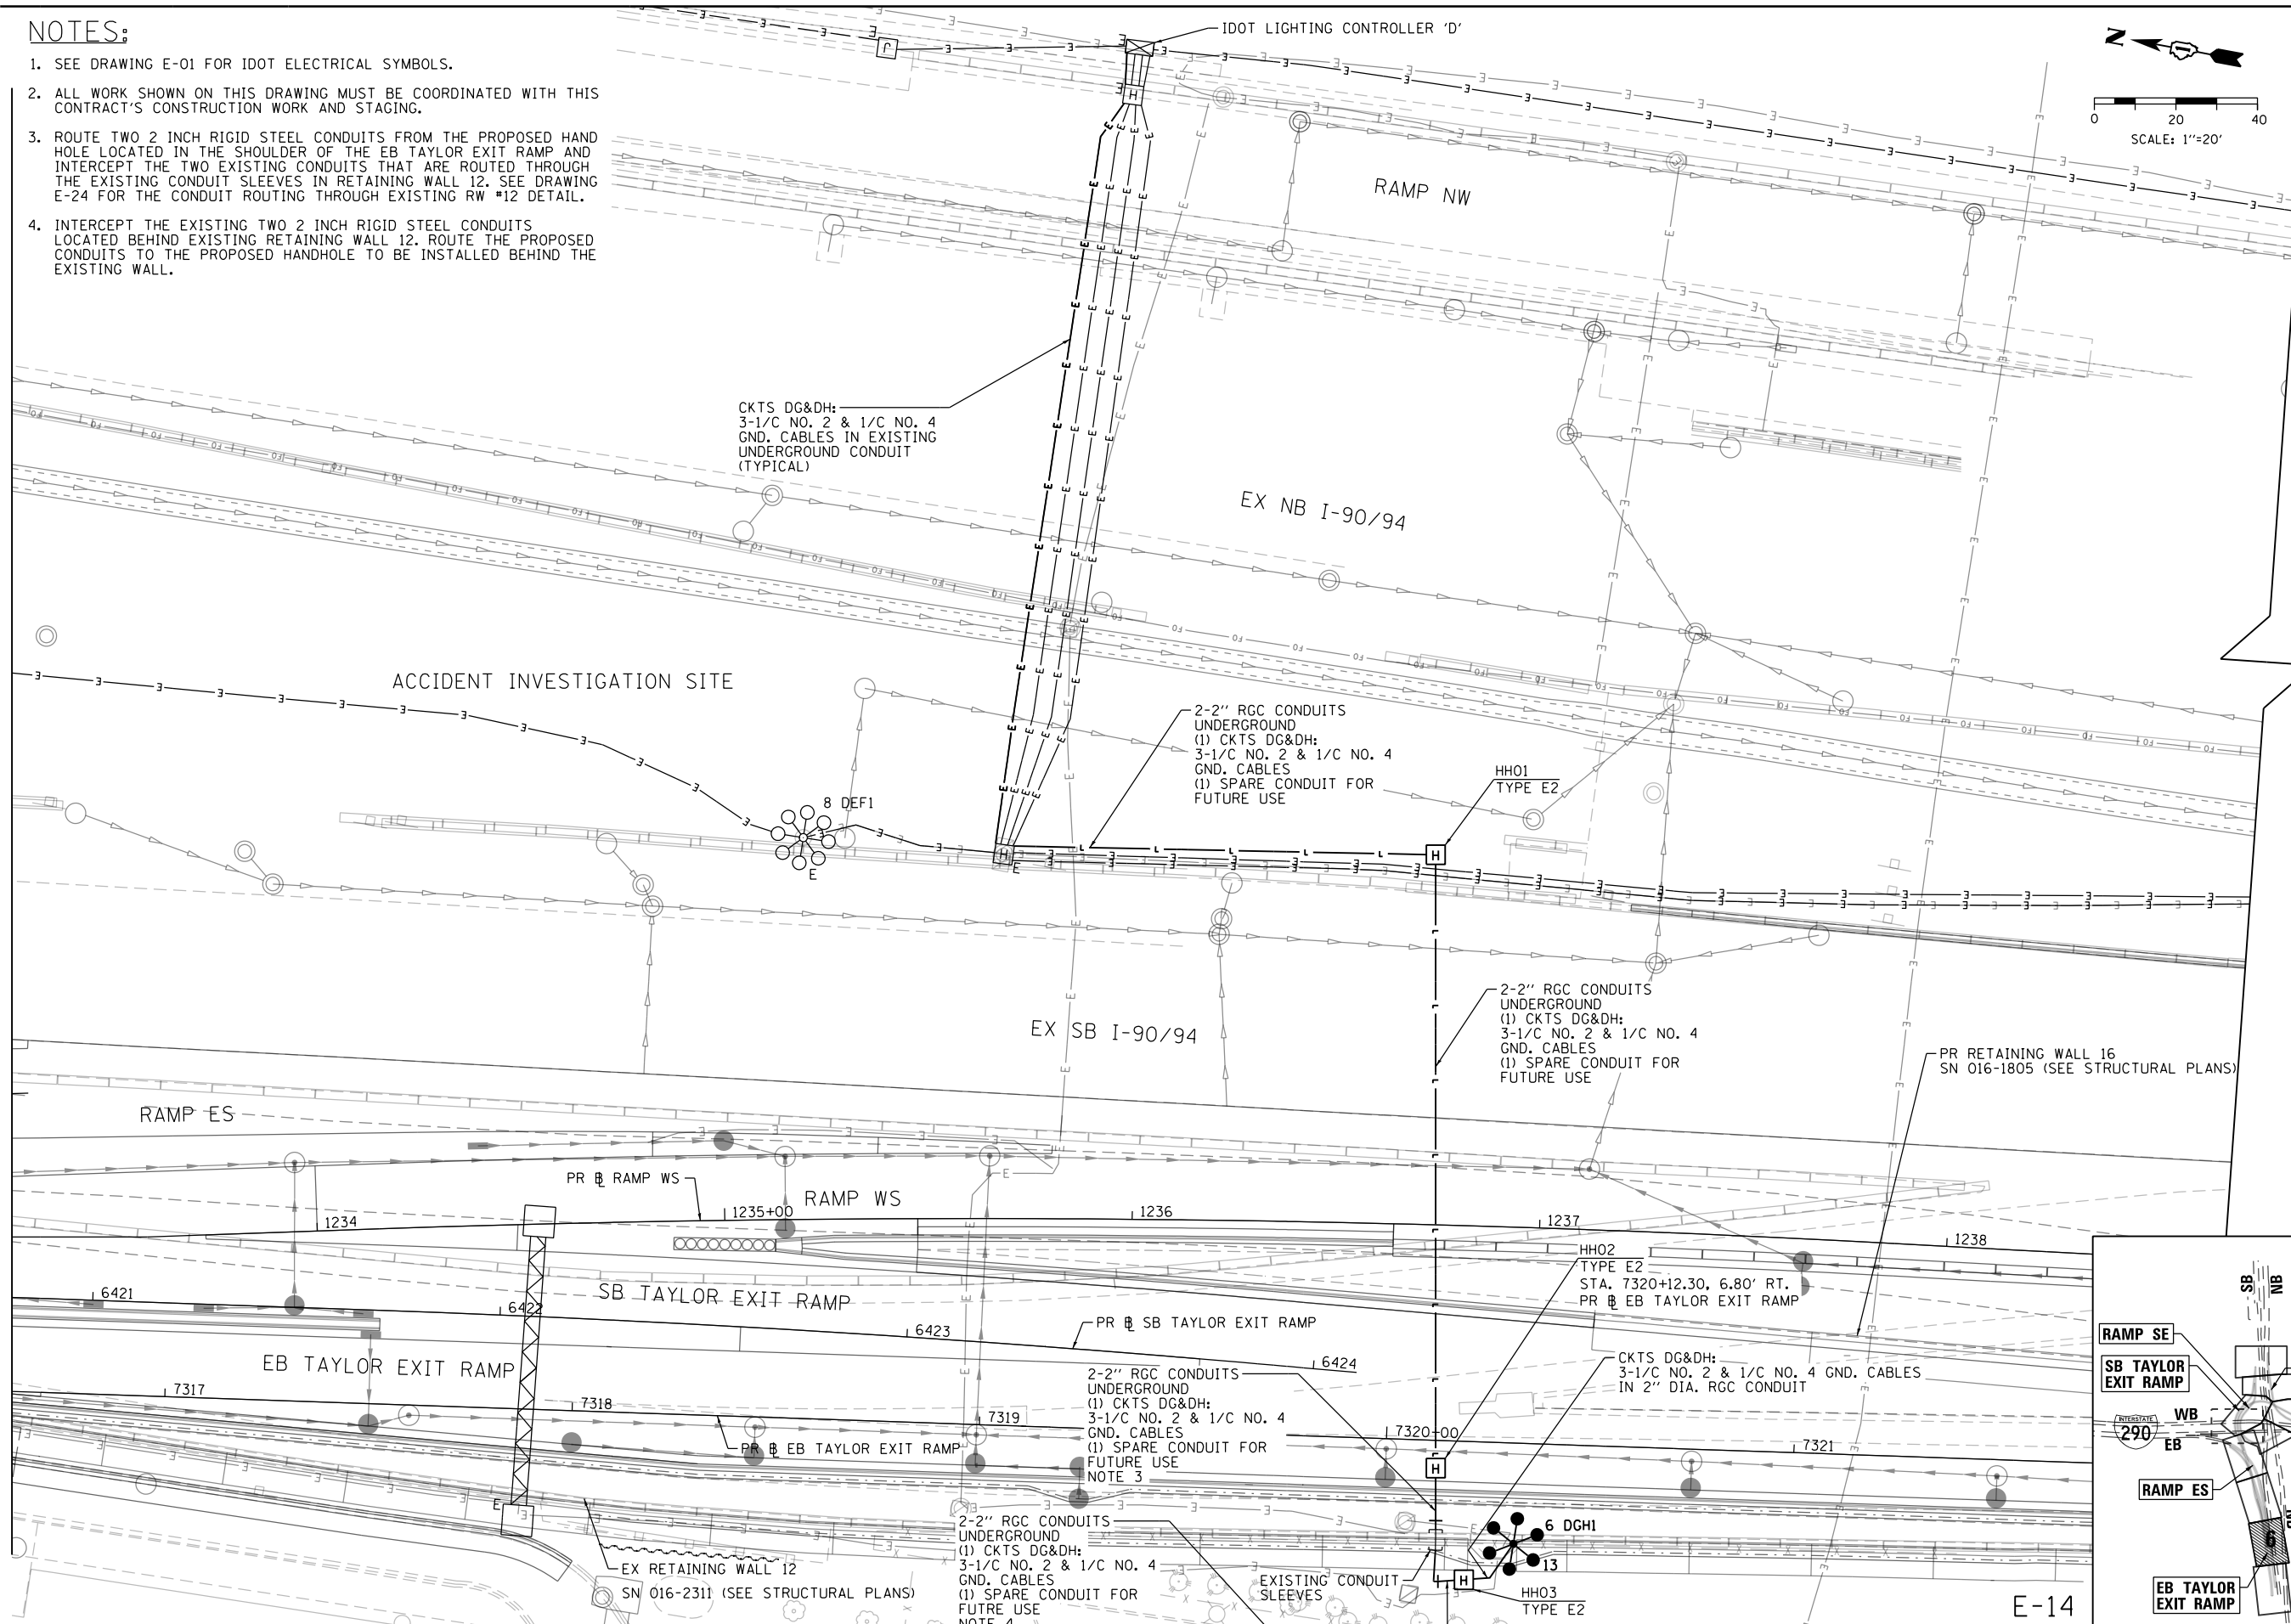 NOTES:
1. SEE DRAWING E-01 FOR IDOT ELECTRICAL SYMBOLS.
2. ALL WORK SHOWN ON THIS DRAWING MUST BE COORDINATED WITH THIS
CONTRACT'S CONSTRUCTION WORK AND STAGING.
3. ROUTE TWO 2 INCH RIGID STEEL CONDUITS FROM THE PROPOSED HAND
HOLE LOCATED IN THE SHOULDER OF THE EB TAYLOR EXIT RAMP AND
INTERCEPT THE TWO EXISTING CONDUITS THAT ARE ROUTED THROUGH
THE EXISTING CONDUIT SLEEVES IN RETAINING WALL 12. SEE DRAWING
E-24 FOR THE CONDUIT ROUTING THROUGH EXISTING RW #12 DETAIL.
4. INTERCEPT THE EXISTING TWO 2 INCH RIGID STEEL CONDUITS
LOCATED BEHIND EXISTING RETAINING WALL 12. ROUTE THE PROPOSED
CONDUITS TO THE PROPOSED HANDHOLE TO BE INSTALLED BEHIND THE
EXISTING WALL.
IDOT LIGHTING CONTROLLER 'D'
N
0 20 40
SCALE: 1"=20'
RAMP NW
CKTS DG&DH:
3-1/C NO. 2 & 1/C NO. 4
GND. CABLES IN EXISTING
UNDERGROUND CONDUIT
(TYPICAL)
EX NB I-90/94
ACCIDENT INVESTIGATION SITE
2-2" RGC CONDUITS
UNDERGROUND
(1) CKTS DG&DH:
3-1/C NO. 2 & 1/C NO. 4
GND. CABLES
(1) SPARE CONDUIT FOR
FUTURE USE
HH01
TYPE E2
8 DEF1
E
H
E
H
2-2" RGC CONDUITS
UNDERGROUND
(1) CKTS DG&DH:
3-1/C NO. 2 & 1/C NO. 4
GND. CABLES
(1) SPARE CONDUIT FOR
FUTURE USE
EX SB I-90/94
PR RETAINING WALL 16
SN 016-1805 (SEE STRUCTURAL PLANS)
RAMP ES
PR ℄ RAMP WS
RAMP WS
1234
1235+00
1236
1237
1238
HH02
TYPE E2
STA. 7320+12.30, 6.80' RT.
PR ℄ EB TAYLOR EXIT RAMP
6421
6422
SB TAYLOR EXIT RAMP
6423
PR ℄ SB TAYLOR EXIT RAMP
6424
EB TAYLOR EXIT RAMP
CKTS DG&DH:
3-1/C NO. 2 & 1/C NO. 4 GND. CABLES
IN 2" DIA. RGC CONDUIT
2-2" RGC CONDUITS
UNDERGROUND
(1) CKTS DG&DH:
3-1/C NO. 2 & 1/C NO. 4
GND. CABLES
(1) SPARE CONDUIT FOR
FUTURE USE
NOTE 3
7317
7318
7319
7320+00
7321
PR ℄ EB TAYLOR EXIT RAMP
H
E
2-2" RGC CONDUITS
UNDERGROUND
(1) CKTS DG&DH:
3-1/C NO. 2 & 1/C NO. 4
GND. CABLES
(1) SPARE CONDUIT FOR
FUTRE USE
NOTE 4
6 DGH1
13
EX RETAINING WALL 12
SN 016-2311 (SEE STRUCTURAL PLANS)
EXISTING CONDUIT
SLEEVES
H
HH03
TYPE E2
SB
NB
RAMP SE
SB TAYLOR
EXIT RAMP
INTERSTATE
290
WB
EB
RAMP ES
6
EB TAYLOR
EXIT RAMP
E-14